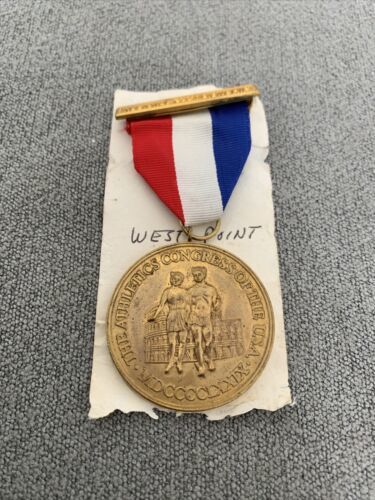 WEST POINT
THE ATHLETICS CONGRESS OF THE U.S.A.
MDCCCCLXXIX